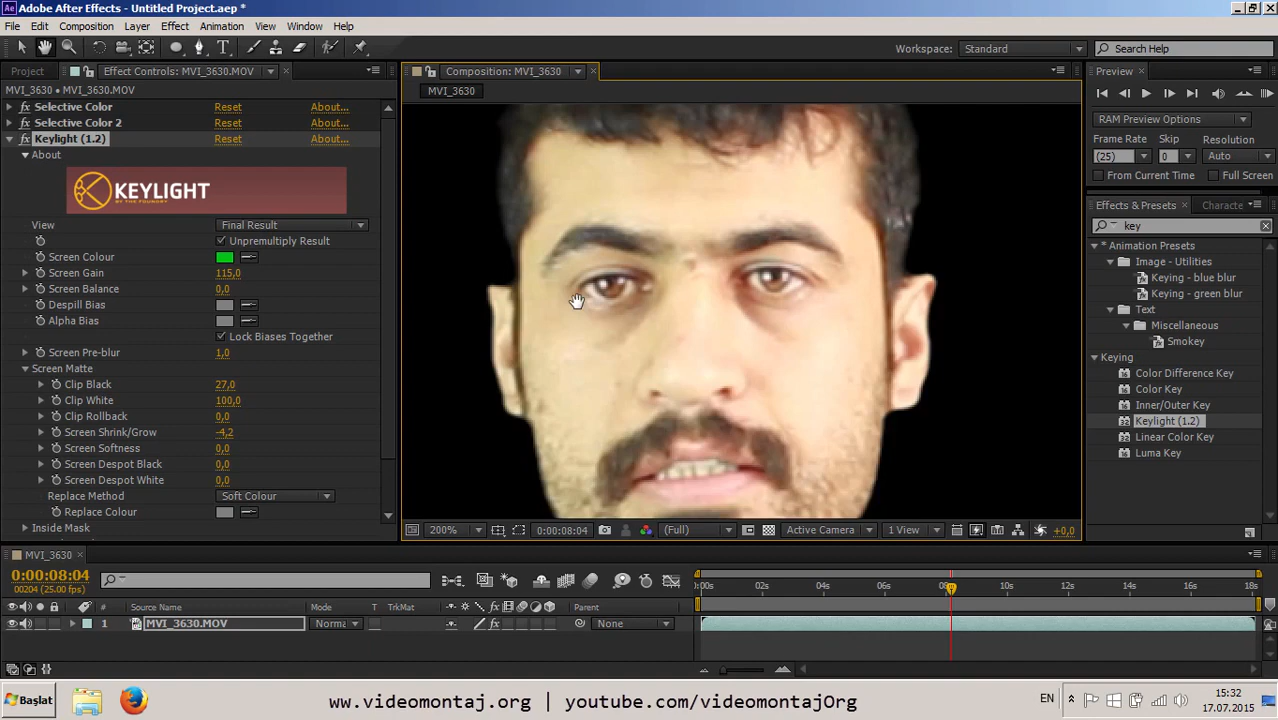 Adobe After Effects - Untitled Project.aep *
File Edit Composition Layer Effect Animation View Window Help
Workspace: Standard Search Help
Project Effect Controls: MVI_3630.MOV
MVI_3630 • MVI_3630.MOV
Selective Color Reset About...
Selective Color 2 Reset About...
Keylight (1.2) Reset About...
About
KEYLIGHT
BY THE FOUNDRY
View Final Result
Unpremultiply Result
Screen Colour
Screen Gain 115,0
Screen Balance 0,0
Despill Bias
Alpha Bias
Lock Biases Together
Screen Pre-blur 1,0
Screen Matte
Clip Black 27,0
Clip White 100,0
Clip Rollback 0,0
Screen Shrink/Grow -4,2
Screen Softness 0,0
Screen Despot Black 0,0
Screen Despot White 0,0
Replace Method Soft Colour
Replace Colour
Inside Mask
Composition: MVI_3630
MVI_3630
200% 0:00:08:04 (Full) Active Camera 1 View +0,0
Preview
RAM Preview Options
Frame Rate Skip Resolution
(25) 0 Auto
From Current Time Full Screen
Effects & Presets Characte
key
* Animation Presets
Image - Utilities
Keying - blue blur
Keying - green blur
Text
Miscellaneous
Smokey
Keying
Color Difference Key
Color Key
Inner/Outer Key
Keylight (1.2)
Linear Color Key
Luma Key
MVI_3630
0:00:08:04
00204 (25.00 fps)
# Source Name Mode T TrkMat Parent
1 MVI_3630.MOV Norma None
:00s 02s 04s 06s 08s 10s 12s 14s 16s 18s
Başlat
www.videomontaj.org | youtube.com/videomontajOrg
EN
15:32
17.07.2015